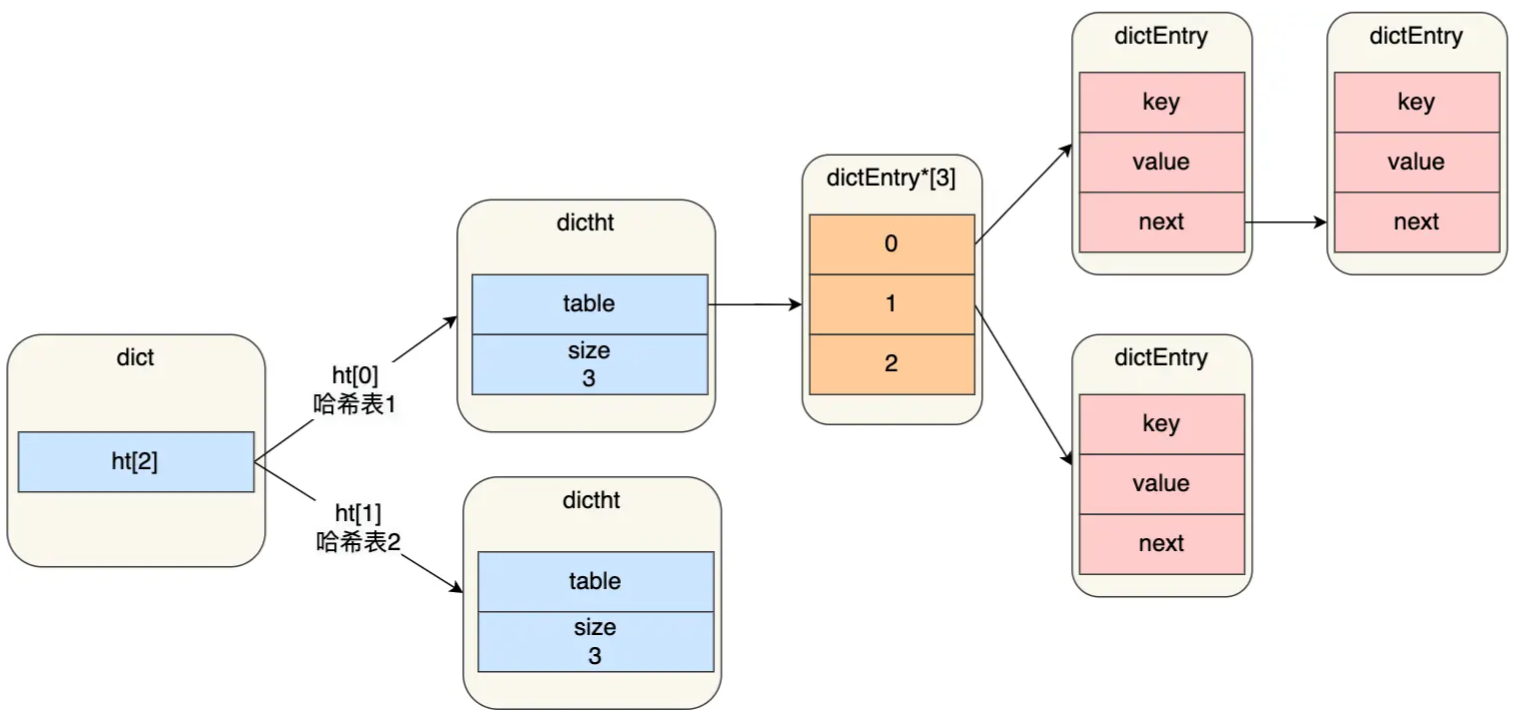 dict
ht[2]
ht[0]
哈希表1
ht[1]
哈希表2
dictht
table
size
3
dictht
table
size
3
dictEntry*[3]
0
1
2
dictEntry
key
value
next
dictEntry
key
value
next
dictEntry
key
value
next